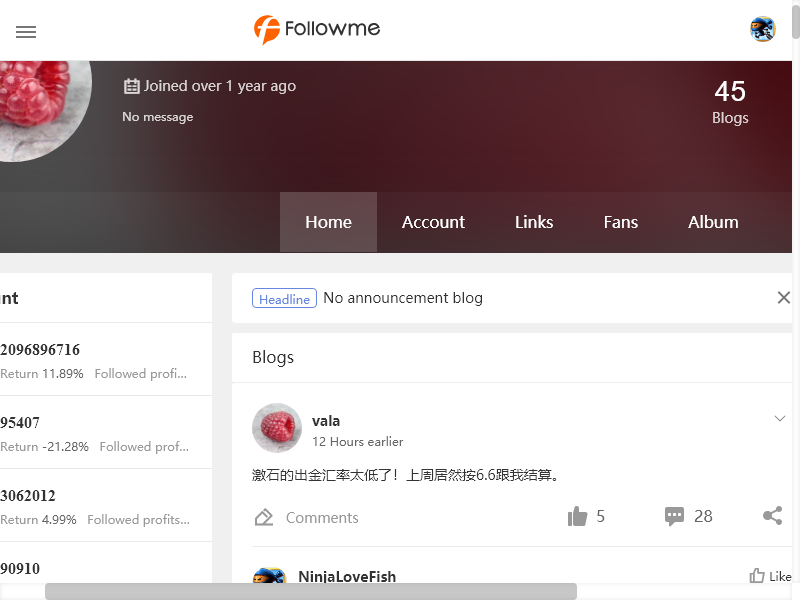 Followme
Joined over 1 year ago
No message
45
Blogs
Home
Account
Links
Fans
Album
nt
2096896716
Return 11.89% Followed profi...
95407
Return -21.28% Followed prof...
3062012
Return 4.99% Followed profits...
90910
Headline No announcement blog
Blogs
vala
12 Hours earlier
激石的出金汇率太低了！上周居然按6.6跟我结算。
Comments
5
28
NinjaLoveFish
Like